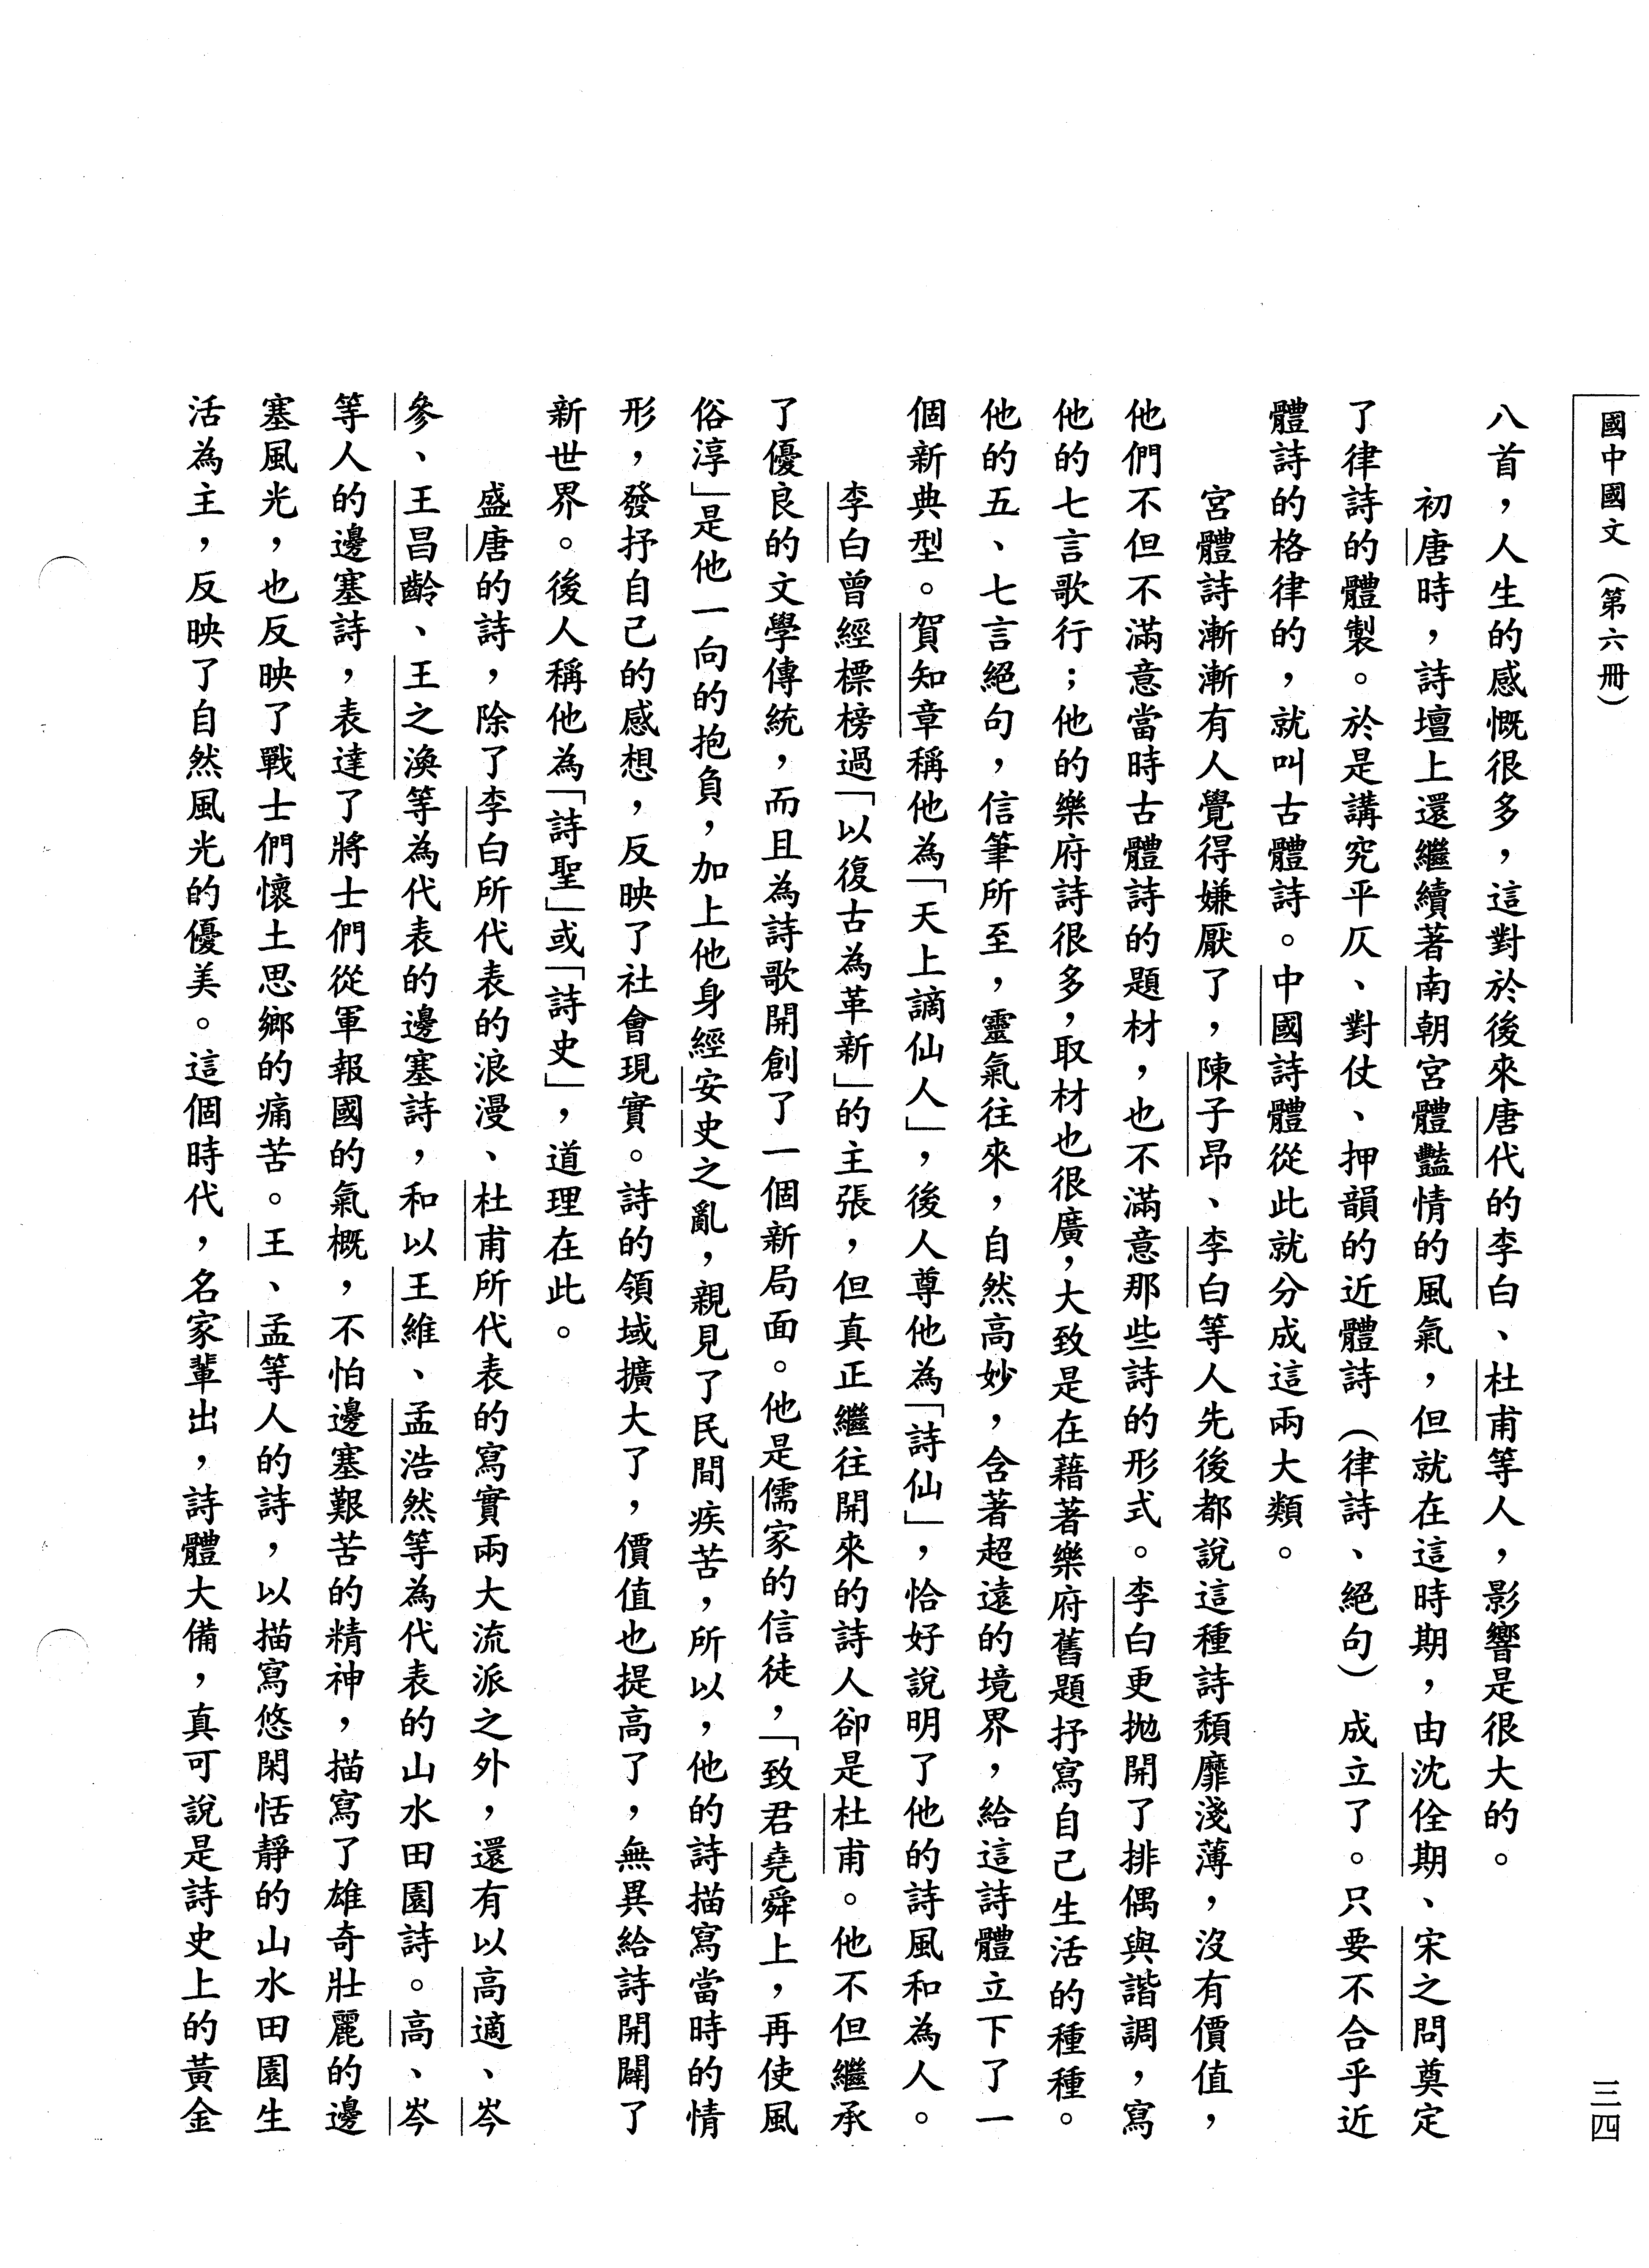 國中國文（第六冊）
三四
八首，人生的感慨很多，這對於後來唐代的李白、杜甫等人，影響是很大的。
初唐時，詩壇上還繼續著南朝宮體豔情的風氣，但就在這時期，由沈佺期、宋之問奠定
了律詩的體製。於是講究平仄、對仗、押韻的近體詩（律詩、絕句）成立了。只要不合乎近
體詩的格律的，就叫古體詩。中國詩體從此就分成這兩大類。
宮體詩漸漸有人覺得嫌厭了，陳子昂、李白等人先後都說這種詩頹靡淺薄，沒有價值，
他們不但不滿意當時古體詩的題材，也不滿意那些詩的形式。李白更拋開了排偶與諧調，寫
他的七言歌行；他的樂府詩很多，取材也很廣，大致是在藉著樂府舊題抒寫自己生活的種種。
他的五、七言絕句，信筆所至，靈氣往來，自然高妙，含著超遠的境界，給這詩體立下了一
個新典型。賀知章稱他為「天上謫仙人」，後人尊他為「詩仙」，恰好說明了他的詩風和為人。
李白曾經標榜過「以復古為革新」的主張，但真正繼往開來的詩人卻是杜甫。他不但繼承
了優良的文學傳統，而且為詩歌開創了一個新局面。他是儒家的信徒，「致君堯舜上，再使風
俗淳」是他一向的抱負，加上他身經安史之亂，親見了民間疾苦，所以，他的詩描寫當時的情
形，發抒自己的感想，反映了社會現實。詩的領域擴大了，價值也提高了，無異給詩開闢了
新世界。後人稱他為「詩聖」或「詩史」，道理在此。
盛唐的詩，除了李白所代表的浪漫、杜甫所代表的寫實兩大流派之外，還有以高適、岑
參、王昌齡、王之渙等為代表的邊塞詩，和以王維、孟浩然等為代表的山水田園詩。高、岑
等人的邊塞詩，表達了將士們從軍報國的氣概，不怕邊塞艱苦的精神，描寫了雄奇壯麗的邊
塞風光，也反映了戰士們懷土思鄉的痛苦。王、孟等人的詩，以描寫悠閑恬靜的山水田園生
活為主，反映了自然風光的優美。這個時代，名家輩出，詩體大備，真可說是詩史上的黃金